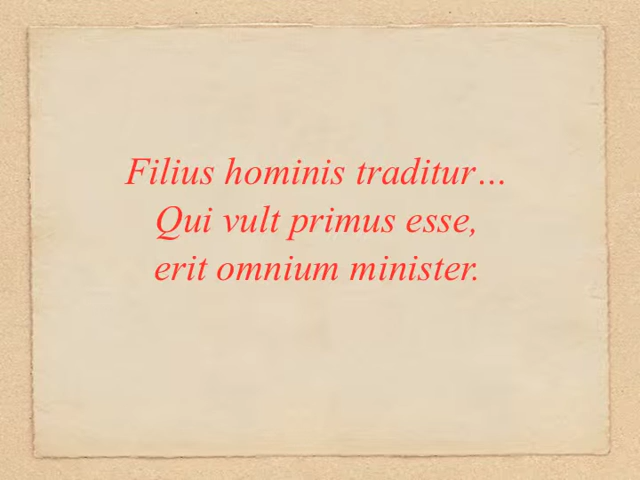 Filius hominis traditur…
Qui vult primus esse,
erit omnium minister.